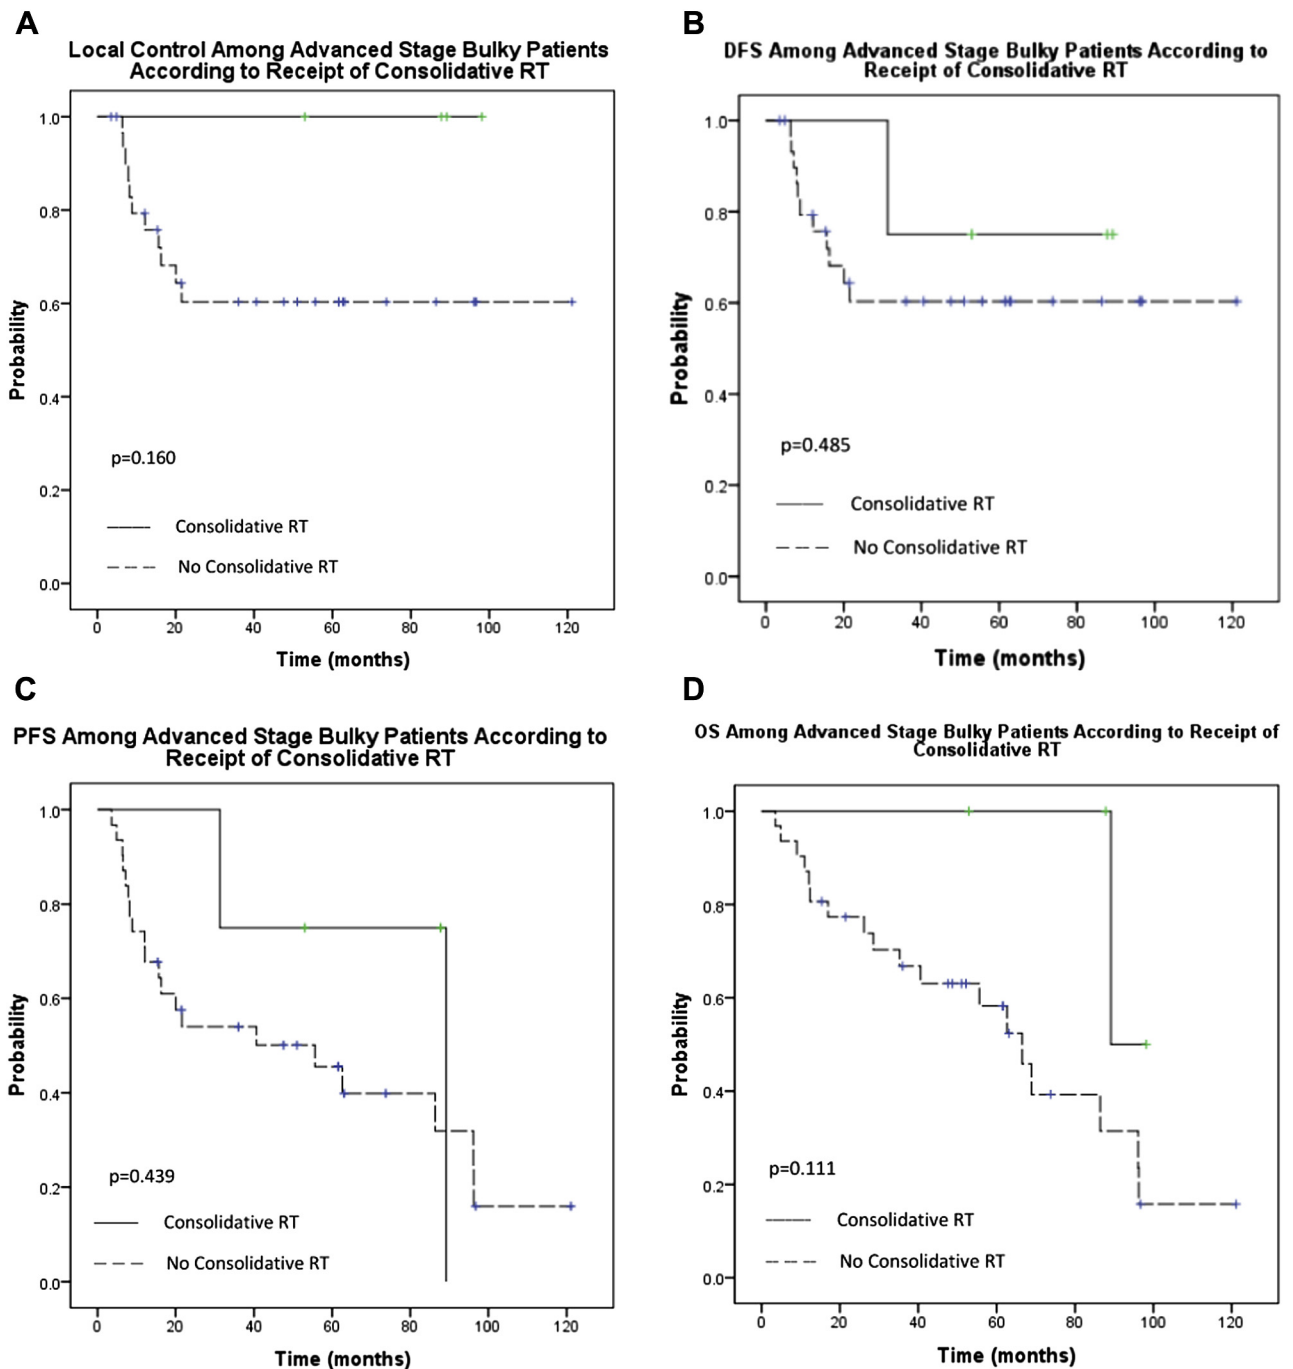 A
Local Control Among Advanced Stage Bulky Patients
According to Receipt of Consolidative RT
1.0
0.8
0.6
0.4
0.2
0.0
Probability
p=0.160
Consolidative RT
No Consolidative RT
0 20 40 60 80 100 120
Time (months)
B
DFS Among Advanced Stage Bulky Patients According to
Receipt of Consolidative RT
1.0
0.8
0.6
0.4
0.2
0.0
Probability
p=0.485
Consolidative RT
No Consolidative RT
0 20 40 60 80 100 120
Time (months)
C
PFS Among Advanced Stage Bulky Patients According to
Receipt of Consolidative RT
1.0
0.8
0.6
0.4
0.2
0.0
Probability
p=0.439
Consolidative RT
No Consolidative RT
0 20 40 60 80 100 120
Time (months)
D
OS Among Advanced Stage Bulky Patients According to Receipt of
Consolidative RT
1.0
0.8
0.6
0.4
0.2
0.0
Probability
p=0.111
Consolidative RT
No Consolidative RT
0 20 40 60 80 100 120
Time (months)